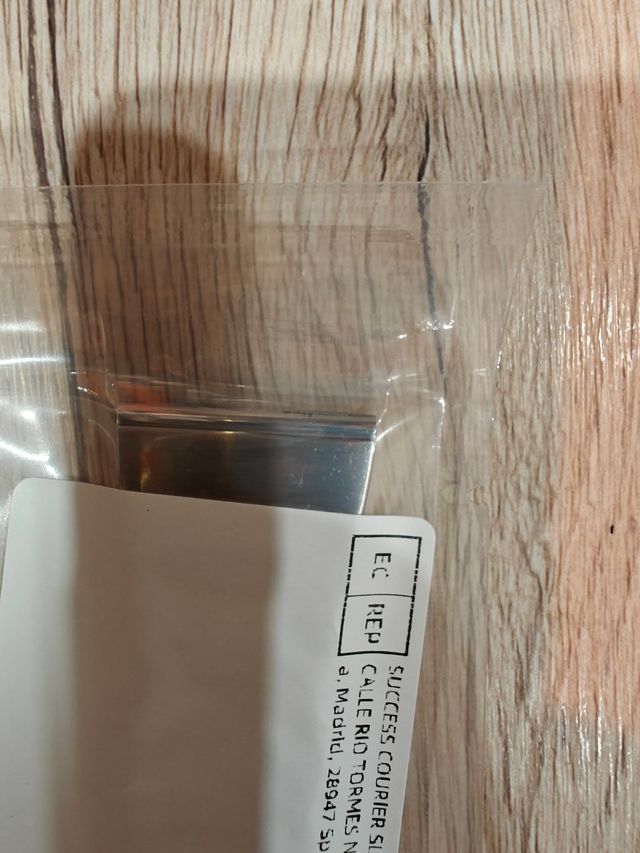 EC REP
SUCCESS COURIER SL
CALLE RIO TORMES N
a, Madrid, 28947 Sp